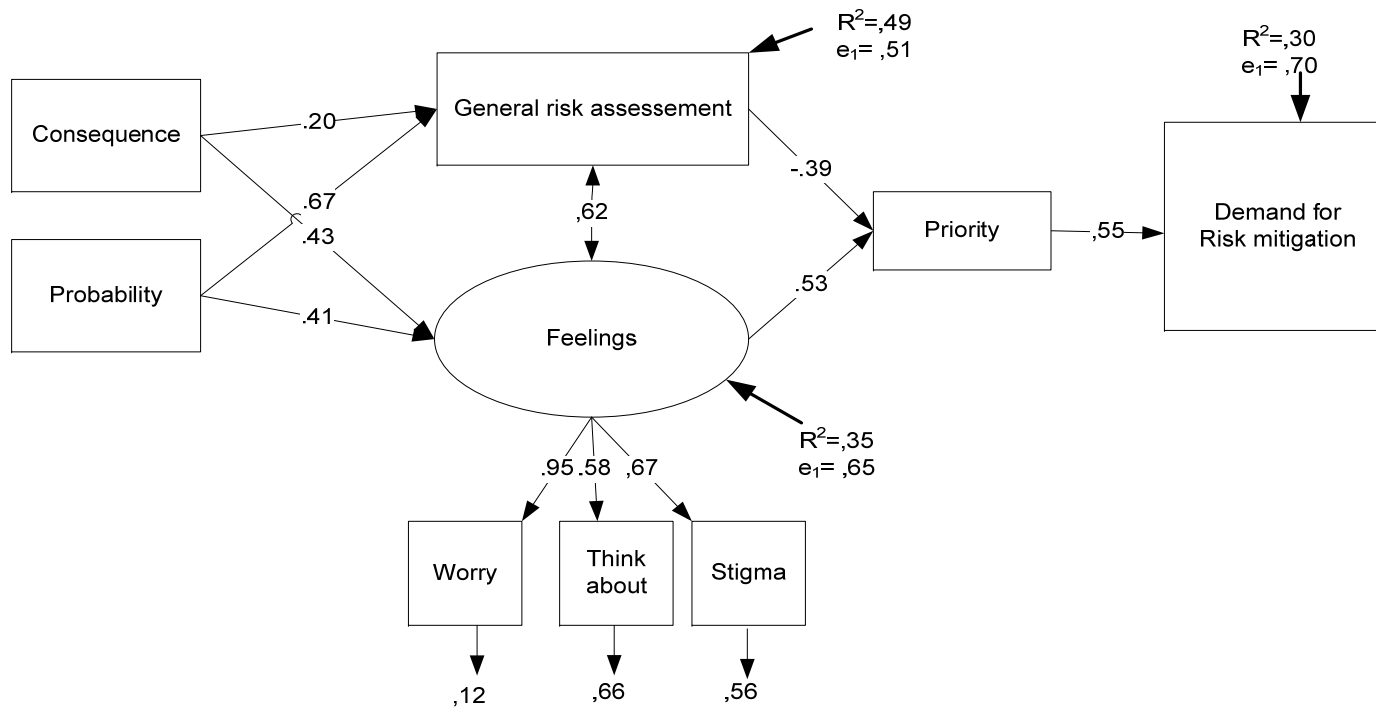 R²=,49
e₁= ,51
R²=,30
e₁= ,70
Consequence
General risk assessement
.20
-.39
.67
,62
.43
Priority
,55
Demand for
Risk mitigation
Probability
.41
.53
Feelings
R²=,35
e₁= ,65
.95 .58 ,67
Worry
Think
about
Stigma
,12
,66
,56